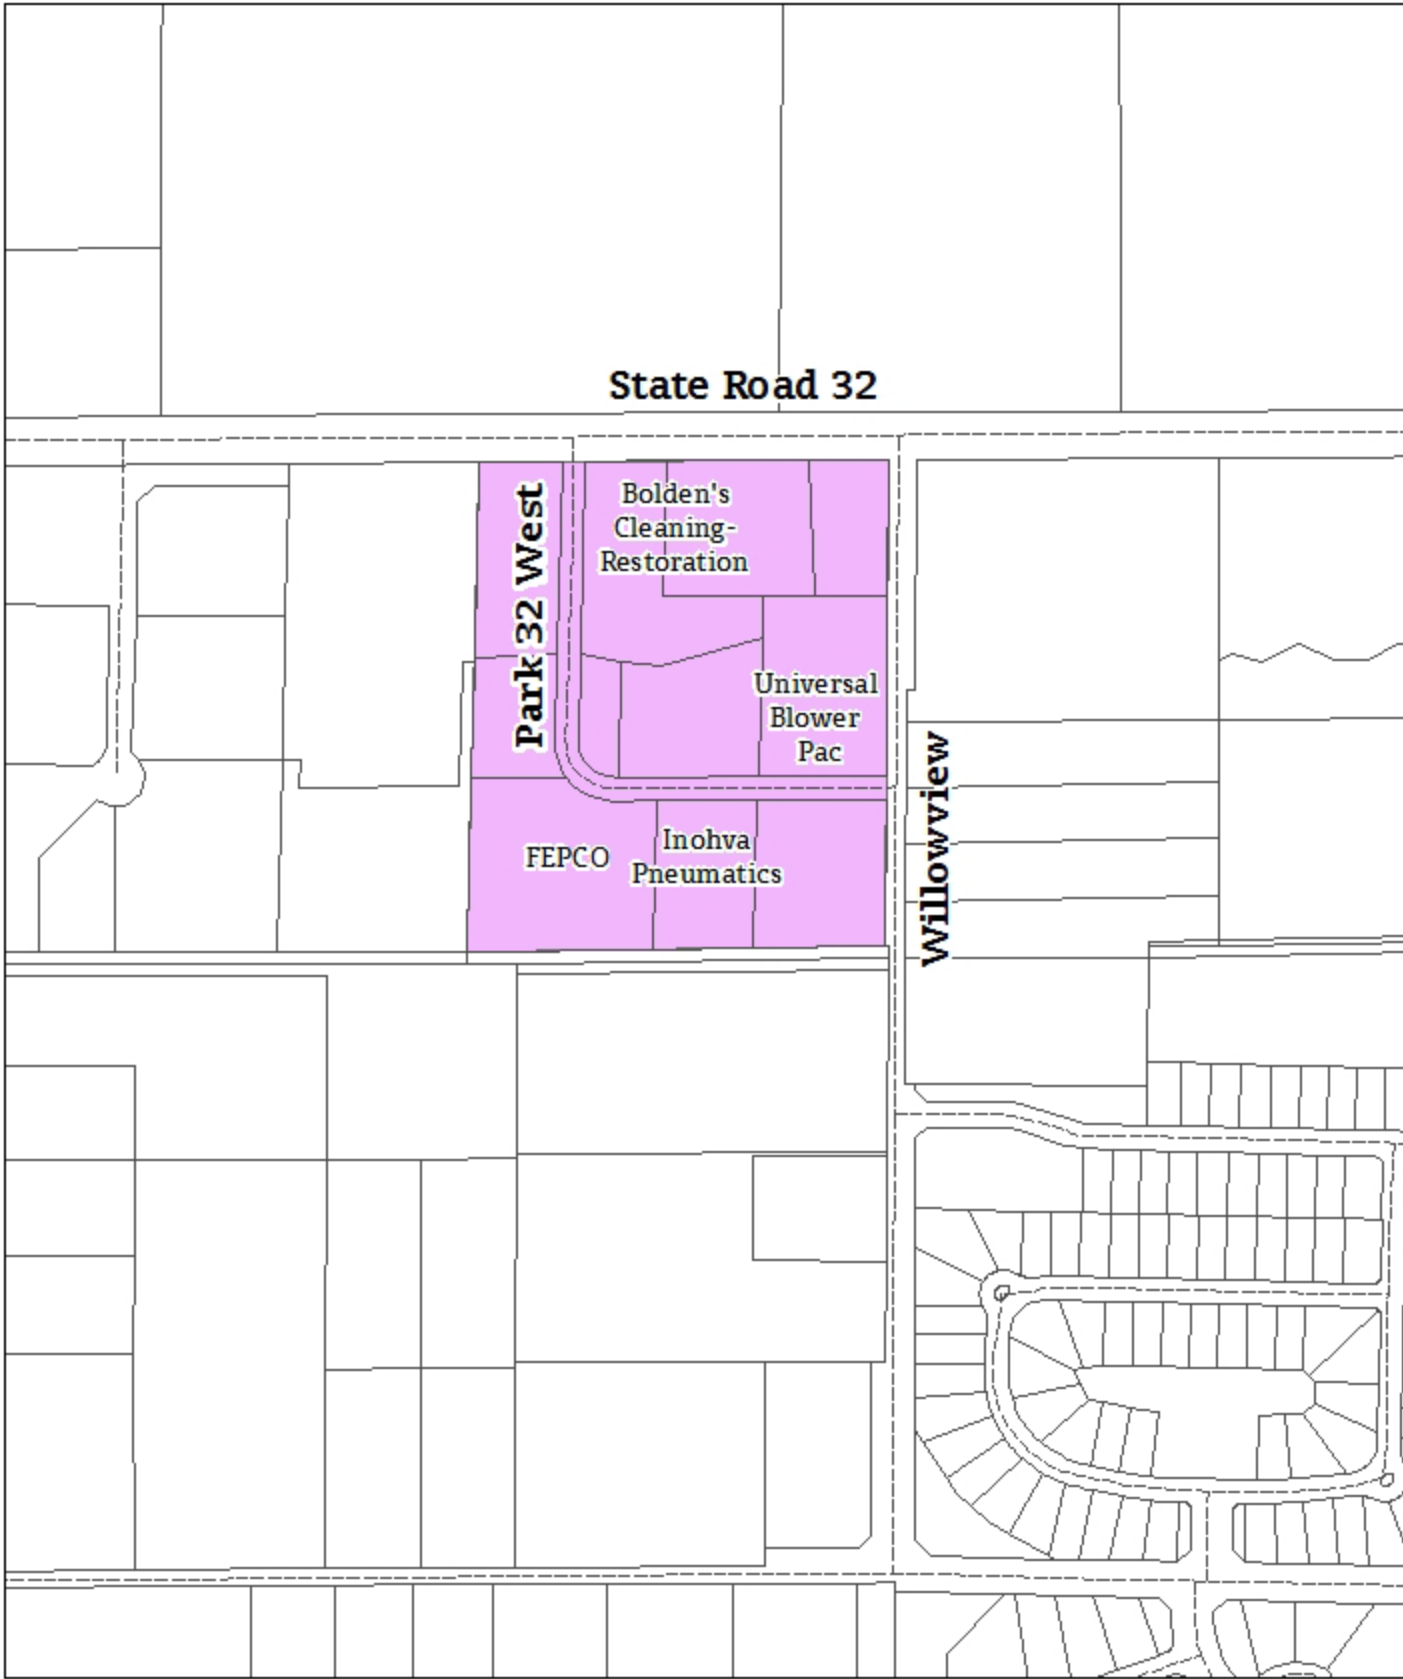 State Road 32
Park 32 West
Bolden's
Cleaning-
Restoration
Universal
Blower
Pac
Willowview
FEPCO
Inohva
Pneumatics